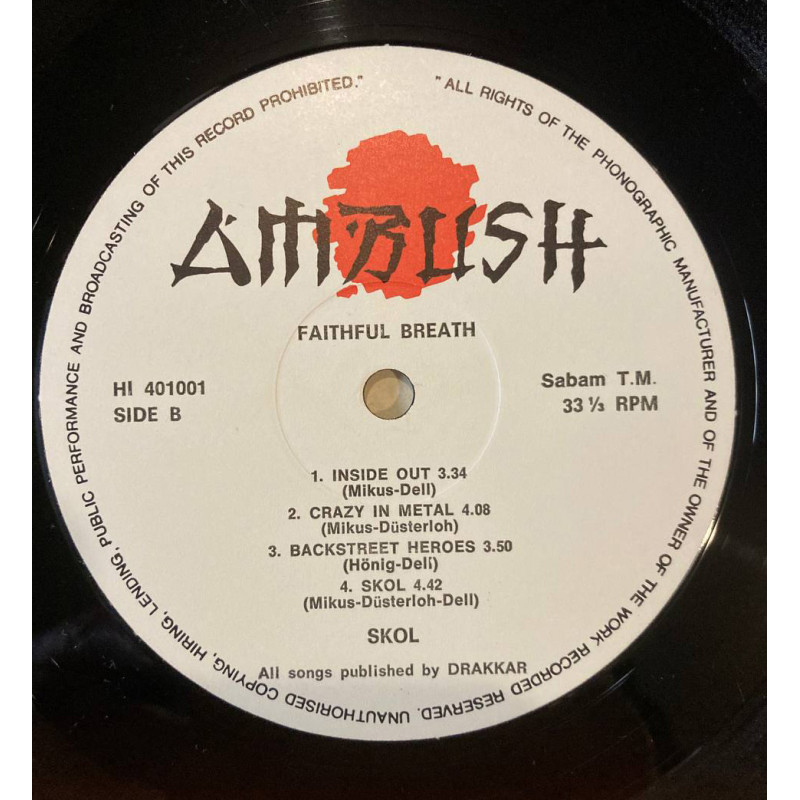 "ALL RIGHTS OF THE PHONOGRAPHIC MANUFACTURER AND OF THE OWNER OF THE WORK RECORDED RESERVED. UNAUTHORISED COPYING, HIRING, LENDING, PUBLIC PERFORMANCE AND BROADCASTING OF THIS RECORD PROHIBITED."
AMBUSH
FAITHFUL BREATH
HI 401001
SIDE B
Sabam T.M.
33 ⅓ RPM
1. INSIDE OUT 3.34
(Mikus-Dell)
2. CRAZY IN METAL 4.08
(Mikus-Düsterloh)
3. BACKSTREET HEROES 3.50
(Hönig-Dell)
4. SKOL 4.42
(Mikus-Düsterloh-Dell)
SKOL
All songs published by DRAKKAR